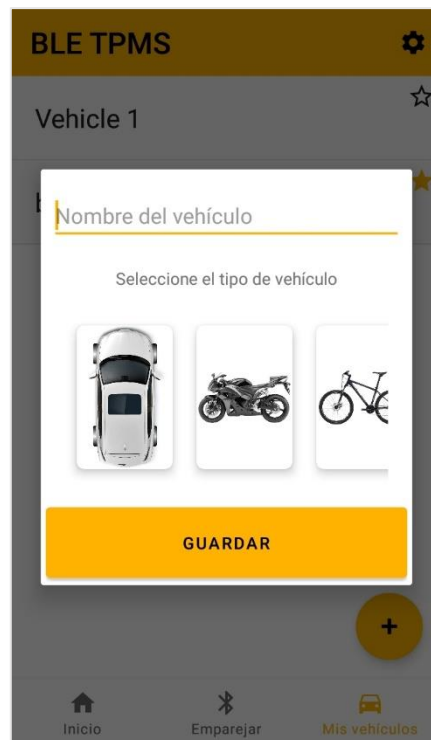 BLE TPMS
Vehicle 1
Nombre del vehículo
Seleccione el tipo de vehículo
GUARDAR
+
Inicio
Emparejar
Mis vehículos